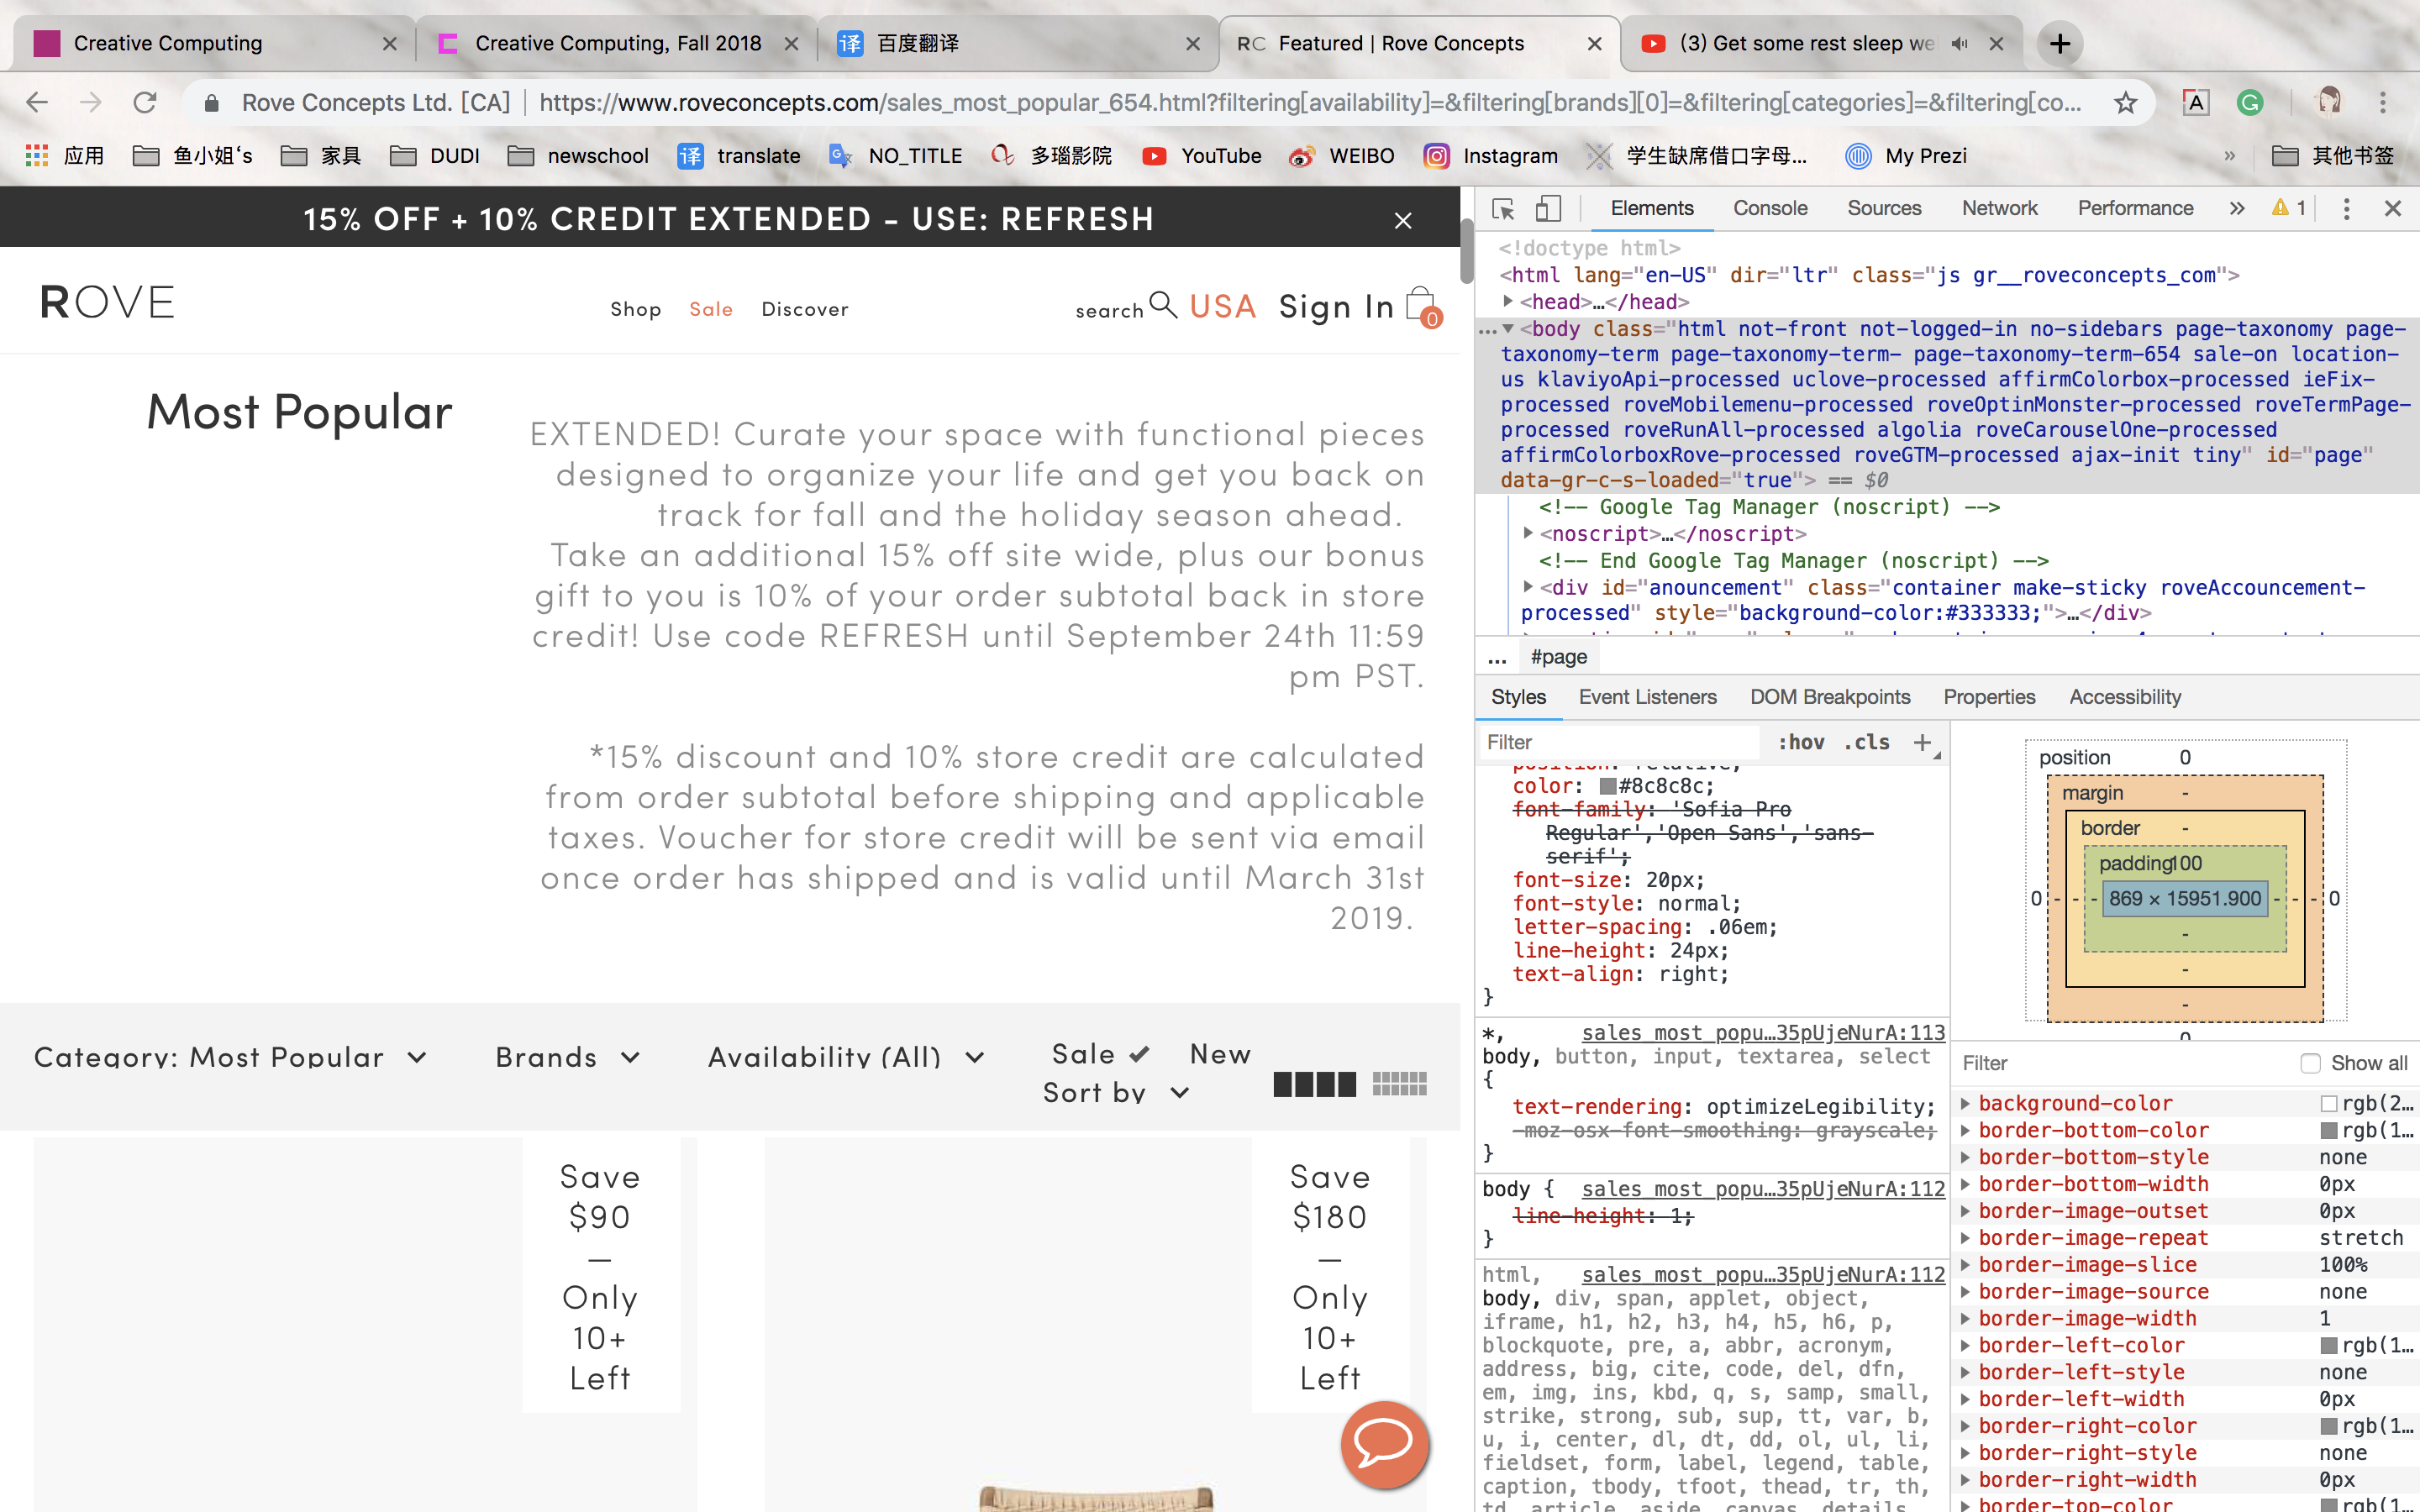 Creative Computing
Creative Computing, Fall 2018
译 百度翻译
RC Featured | Rove Concepts
(3) Get some rest sleep we
Rove Concepts Ltd. [CA] | https://www.roveconcepts.com/sales_most_popular_654.html?filtering[availability]=&filtering[brands][0]=&filtering[categories]=&filtering[co...
应用 鱼小姐's 家具 DUDI newschool 译 translate NO_TITLE 多瑙影院 YouTube WEIBO Instagram 学生缺席借口字母... My Prezi » 其他书签
15% OFF + 10% CREDIT EXTENDED - USE: REFRESH
ROVE
Shop Sale Discover
search USA Sign In 0
Most Popular
EXTENDED! Curate your space with functional pieces
designed to organize your life and get you back on
track for fall and the holiday season ahead.
Take an additional 15% off site wide, plus our bonus
gift to you is 10% of your order subtotal back in store
credit! Use code REFRESH until September 24th 11:59
pm PST.
*15% discount and 10% store credit are calculated
from order subtotal before shipping and applicable
taxes. Voucher for store credit will be sent via email
once order has shipped and is valid until March 31st
2019.
Category: Most Popular Brands Availability (All) Sale New
Sort by
Save
$90
—
Only
10+
Left
Save
$180
—
Only
10+
Left
Elements Console Sources Network Performance » 1
<!doctype html>
<html lang="en-US" dir="ltr" class="js gr__roveconcepts_com">
<head>…</head>
…<body class="html not-front not-logged-in no-sidebars page-taxonomy page-
taxonomy-term page-taxonomy-term- page-taxonomy-term-654 sale-on location-
us klaviyoApi-processed uclove-processed affirmColorbox-processed ieFix-
processed roveMobilemenu-processed roveOptinMonster-processed roveTermPage-
processed roveRunAll-processed algolia roveCarouselOne-processed
affirmColorboxRove-processed roveGTM-processed ajax-init tiny" id="page"
data-gr-c-s-loaded="true"> == $0
<!-- Google Tag Manager (noscript) -->
<noscript>…</noscript>
<!-- End Google Tag Manager (noscript) -->
<div id="anouncement" class="container make-sticky roveAccouncement-
processed" style="background-color:#333333;">…</div>
... #page
Styles Event Listeners DOM Breakpoints Properties Accessibility
Filter :hov .cls +
position: relative;
color: #8c8c8c;
font-family: 'Sofia Pro
Regular','Open Sans','sans-
serif';
font-size: 20px;
font-style: normal;
letter-spacing: .06em;
line-height: 24px;
text-align: right;
}
*, sales_most_popu…35pUjeNurA:113
body, button, input, textarea, select
{
text-rendering: optimizeLegibility;
-moz-osx-font-smoothing: grayscale;
}
body { sales_most_popu…35pUjeNurA:112
line-height: 1;
}
html, sales_most_popu…35pUjeNurA:112
body, div, span, applet, object,
iframe, h1, h2, h3, h4, h5, h6, p,
blockquote, pre, a, abbr, acronym,
address, big, cite, code, del, dfn,
em, img, ins, kbd, q, s, samp, small,
strike, strong, sub, sup, tt, var, b,
u, i, center, dl, dt, dd, ol, ul, li,
fieldset, form, label, legend, table,
caption, tbody, tfoot, thead, tr, th,
td, article, aside, canvas, details,
position 0
margin -
border -
padding100
0 - - - 869 × 15951.900 - - - 0
-
-
-
0
Filter Show all
background-color rgb(2…
border-bottom-color rgb(1…
border-bottom-style none
border-bottom-width 0px
border-image-outset 0px
border-image-repeat stretch
border-image-slice 100%
border-image-source none
border-image-width 1
border-left-color rgb(1…
border-left-style none
border-left-width 0px
border-right-color rgb(1…
border-right-style none
border-right-width 0px
border-top-color rgb(1…